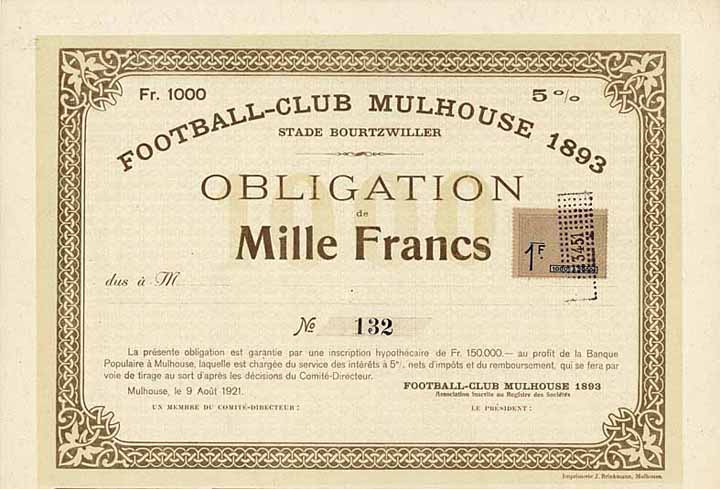 Fr. 1000
5 %
FOOTBALL-CLUB MULHOUSE 1893
STADE BOURTZWILLER
1000
OBLIGATION
de
Mille Francs
1F.
3451
dus à M
No 132
La présente obligation est garantie par une inscription hypothécaire de Fr. 150.000.— au profit de la Banque
Populaire à Mulhouse, laquelle est chargée du service des intérêts à 5% nets d'impôts et du remboursement, qui se fera par
voie de tirage au sort d'après les décisions du Comité-Directeur.
Mulhouse, le 9 Août 1921.
FOOTBALL-CLUB MULHOUSE 1893
Association inscrite au Registre des Sociétés
UN MEMBRE DU COMITÉ-DIRECTEUR :
LE PRÉSIDENT :
Imprimerie J. Brinkmann, Mulhouse.